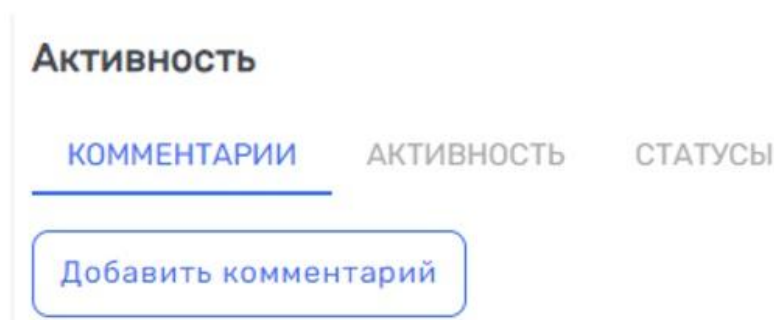 Активность
КОММЕНТАРИИ АКТИВНОСТЬ СТАТУСЫ
Добавить комментарий